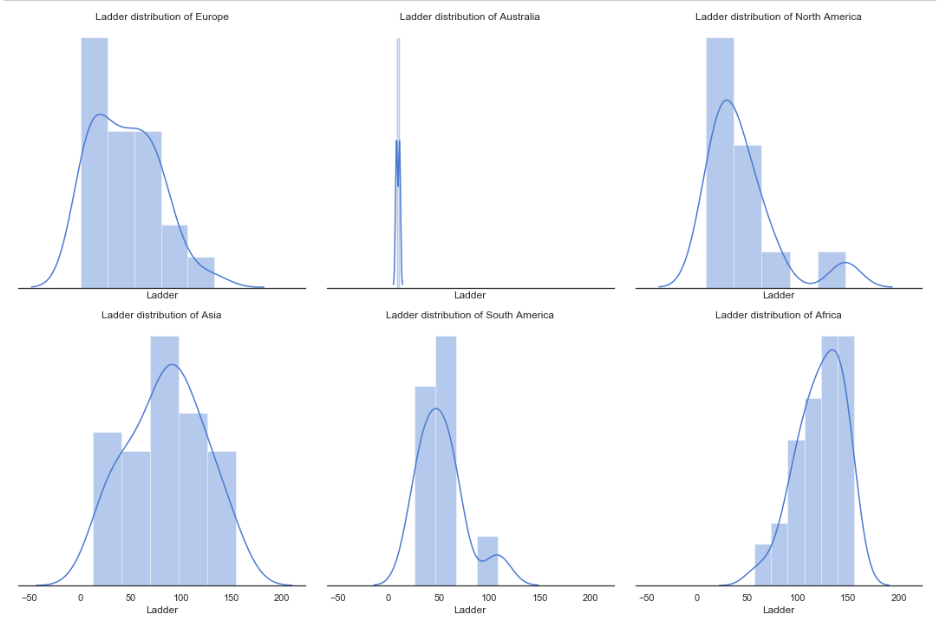 Ladder distribution of Europe
Ladder distribution of Australia
Ladder distribution of North America
Ladder
Ladder
Ladder
Ladder distribution of Asia
Ladder distribution of South America
Ladder distribution of Africa
−50 0 50 100 150 200
−50 0 50 100 150 200
−50 0 50 100 150 200
Ladder
Ladder
Ladder